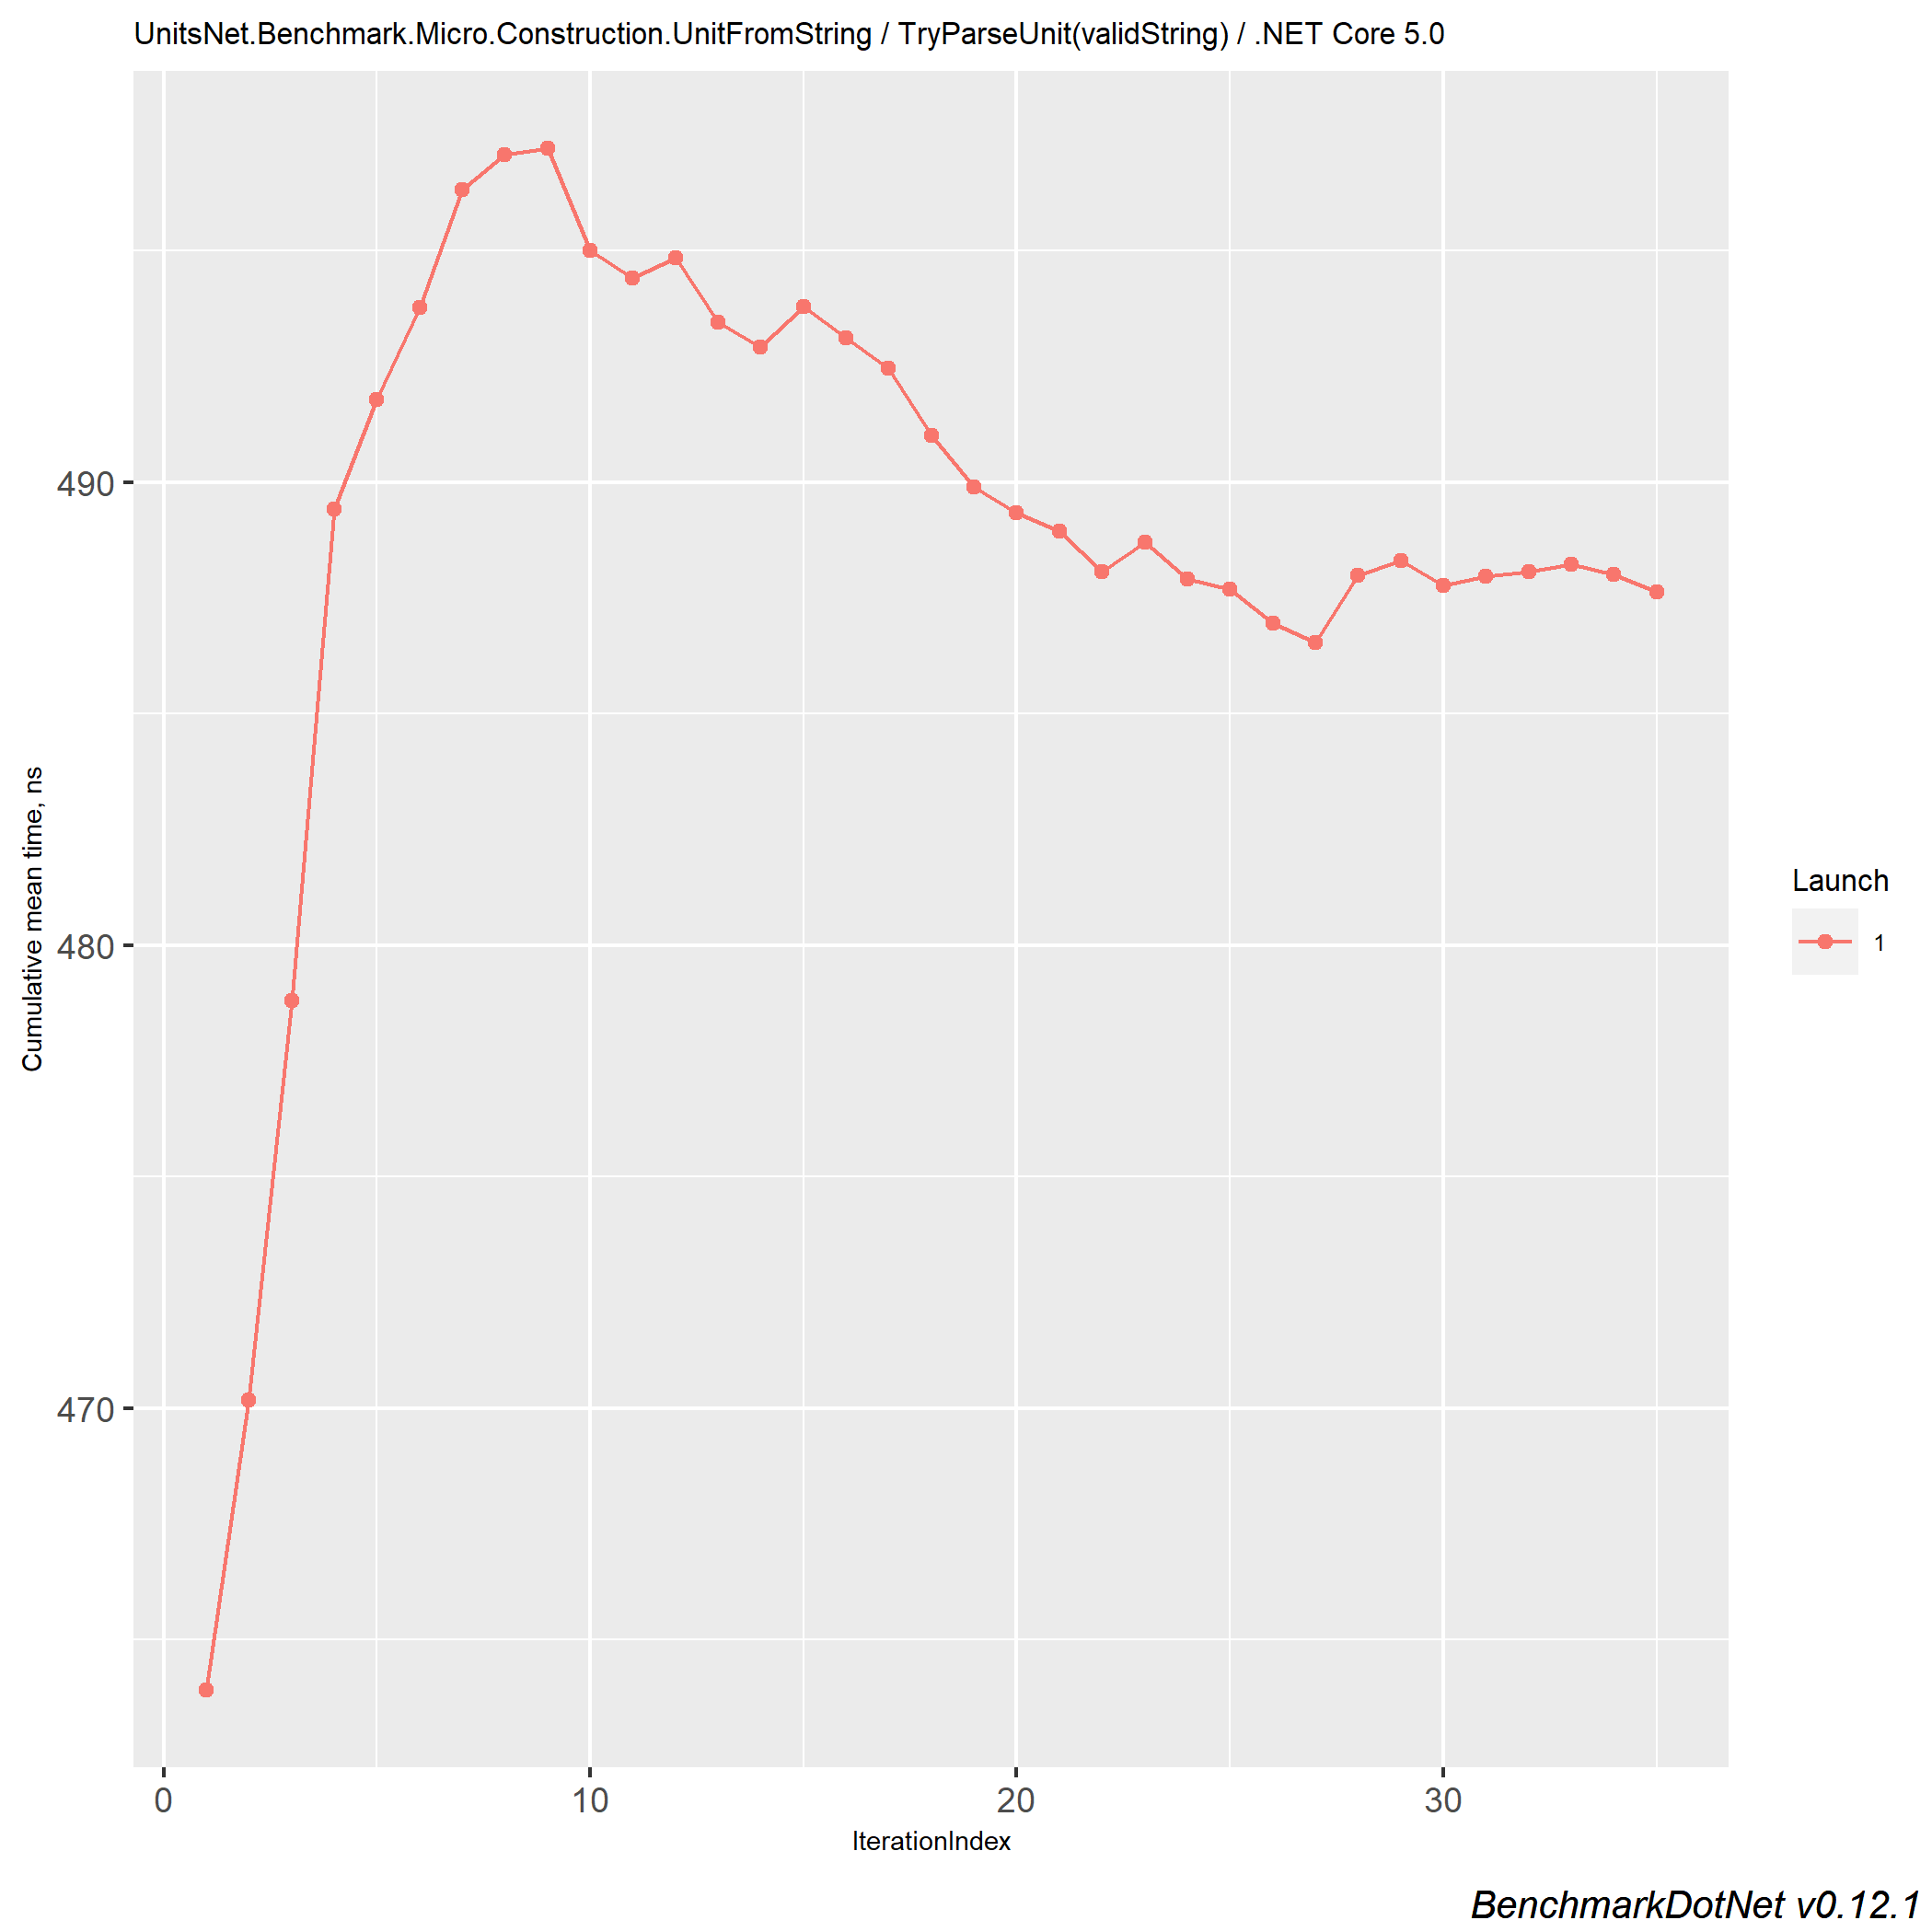 UnitsNet.Benchmark.Micro.Construction.UnitFromString / TryParseUnit(validString) / .NET Core 5.0
Cumulative mean time, ns
490
480
470
0 10 20 30
IterationIndex
Launch
1
BenchmarkDotNet v0.12.1